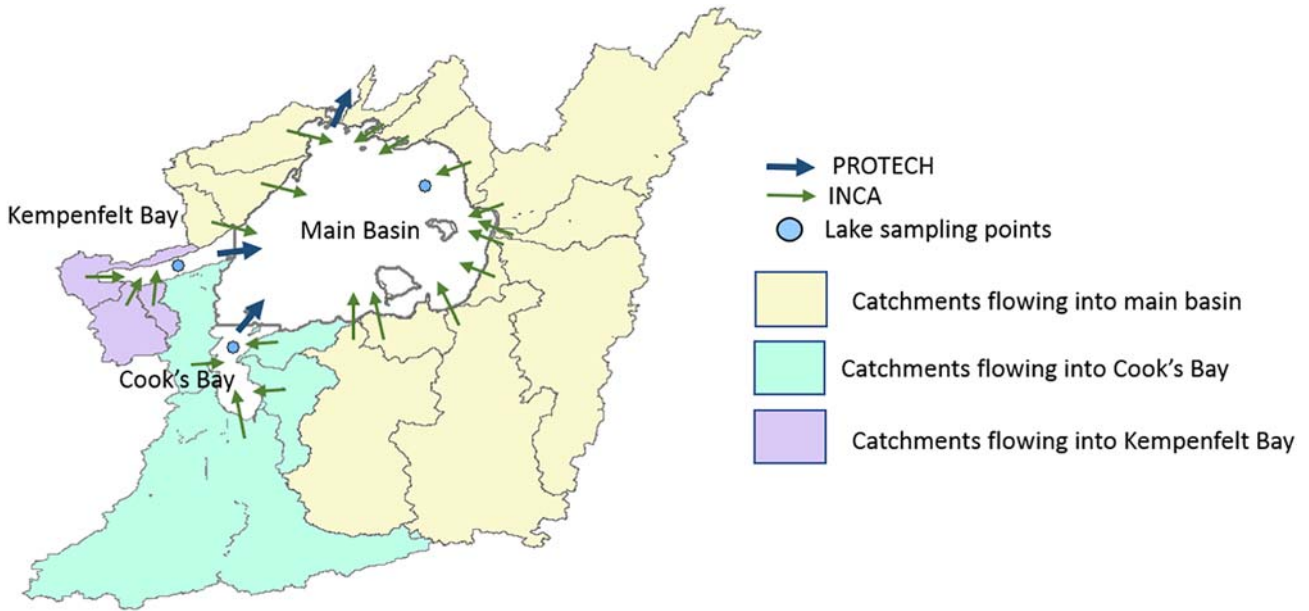 Kempenfelt Bay
Main Basin
Cook's Bay
PROTECH
INCA
Lake sampling points
Catchments flowing into main basin
Catchments flowing into Cook's Bay
Catchments flowing into Kempenfelt Bay